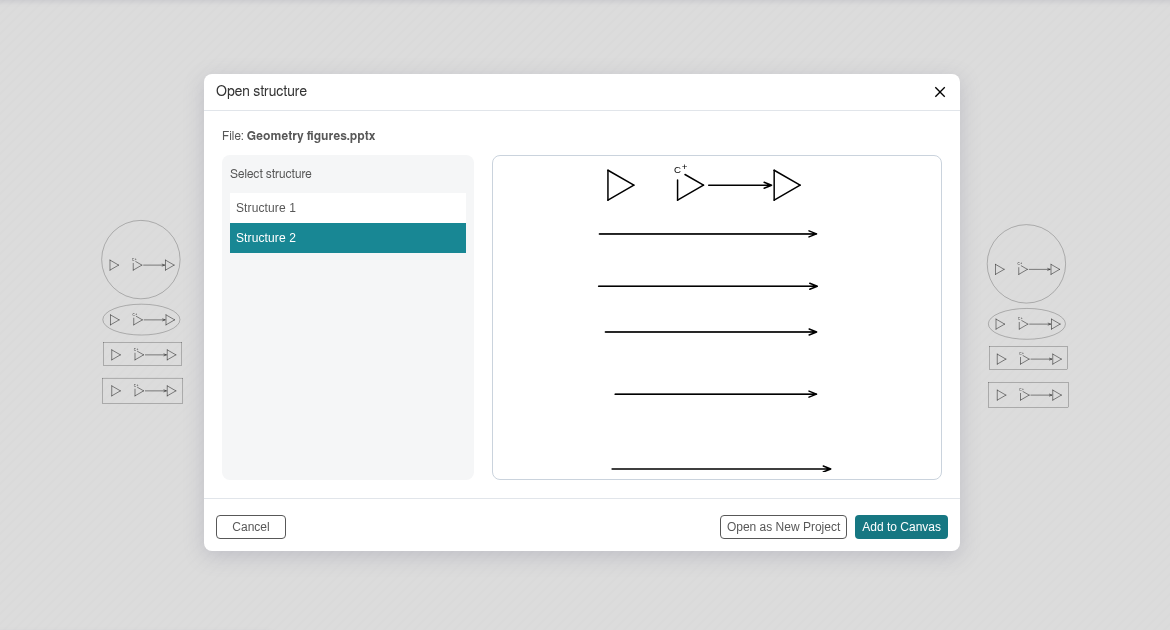 Open structure
File: Geometry figures.pptx
Select structure
Structure 1
Structure 2
C+
Cancel
Open as New Project
Add to Canvas